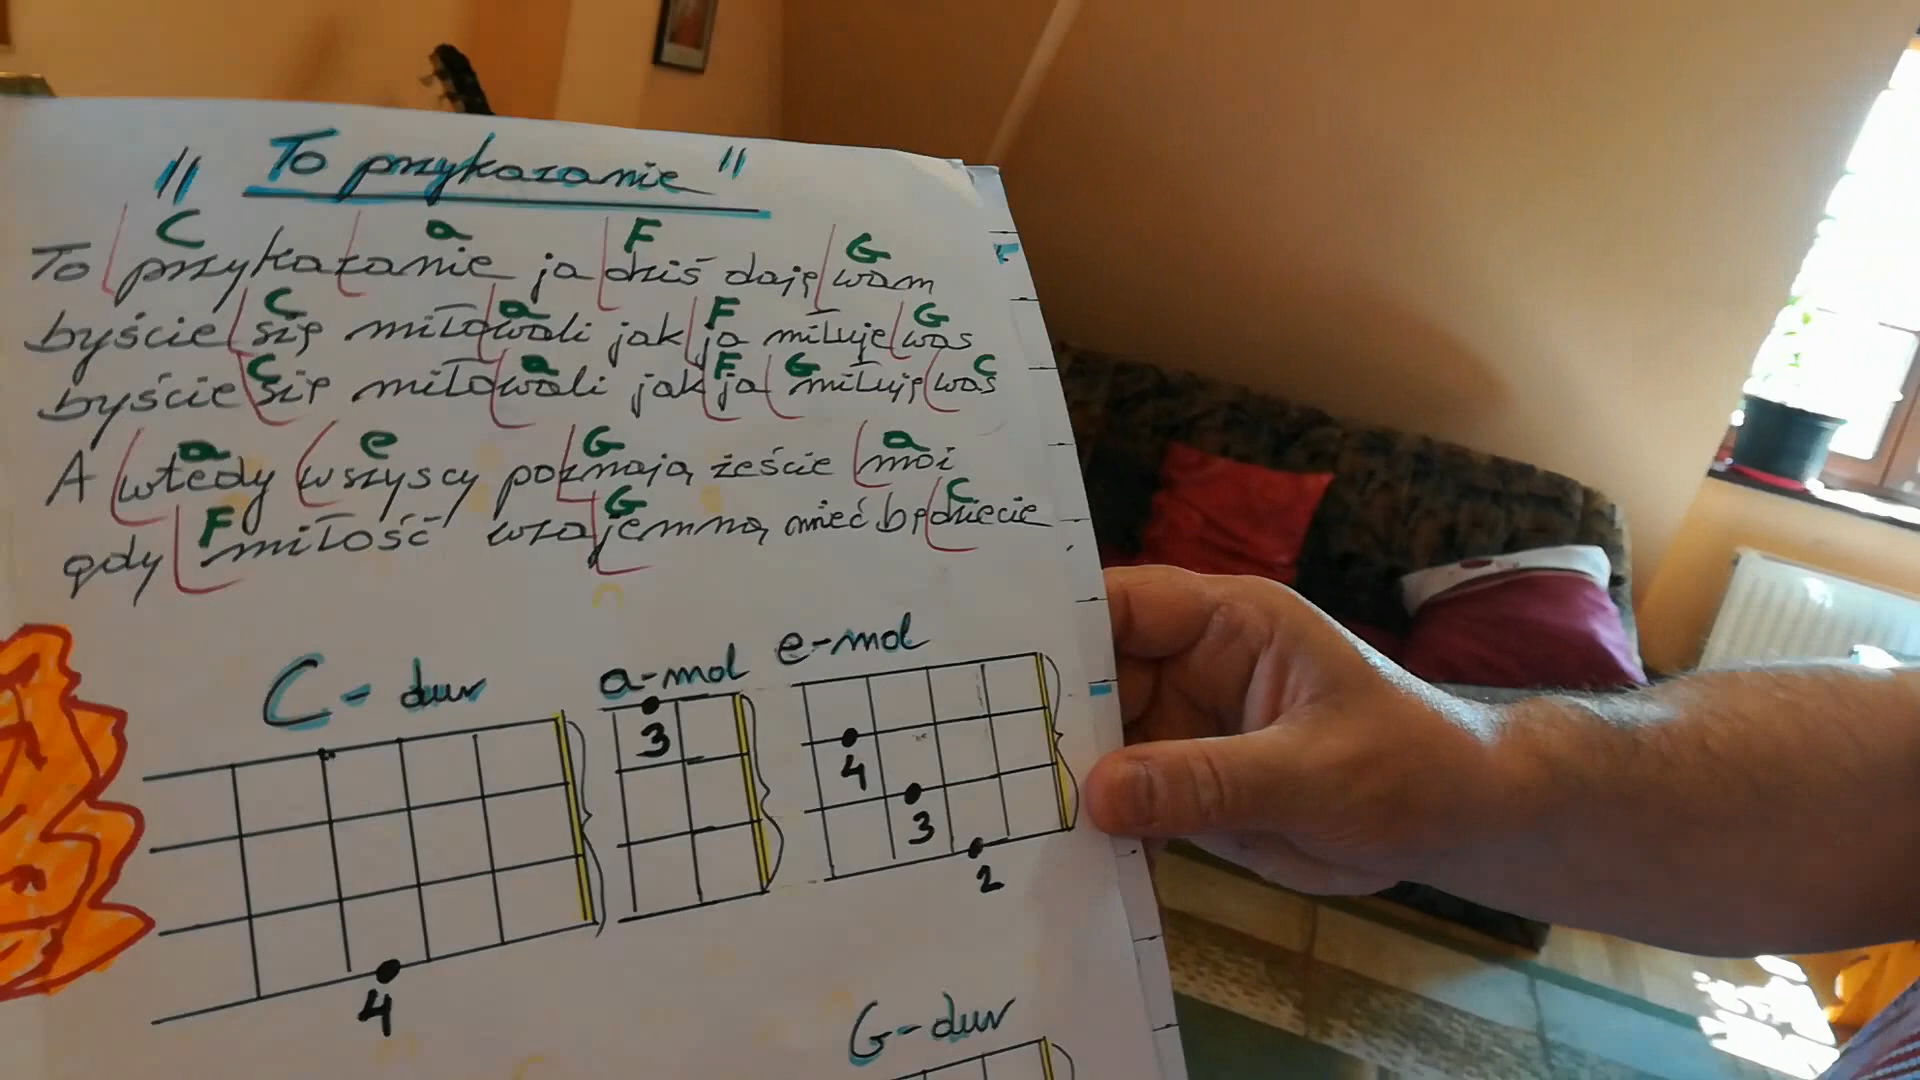 " To przykazanie "
C a F G
To przykazanie ja dziś daję wam
C a F G
byście się miłowali jak ja miłuję was
C a F G C
byście się miłowali jak ja miłuję was
a e G a
A wtedy wszyscy poznają żeście moi
F G C
gdy miłość wzajemną mieć będziecie
C-dur a-mol e-mol
3
4
3
2
4
G-dur